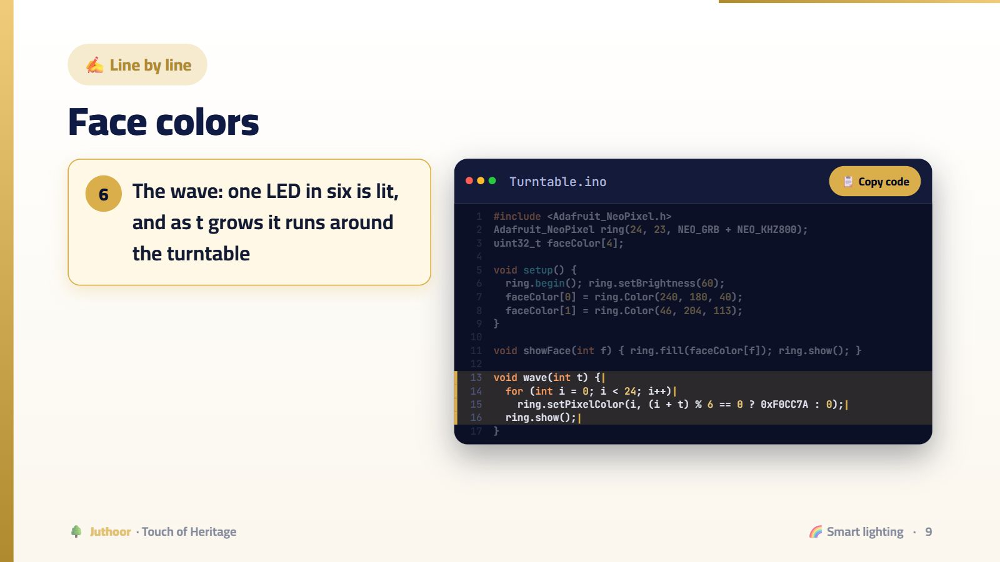 ✍️ Line by line
Face colors
6
The wave: one LED in six is lit,
and as t grows it runs around
the turntable
Turntable.ino
📋 Copy code
1 #include <Adafruit_NeoPixel.h>
2 Adafruit_NeoPixel ring(24, 23, NEO_GRB + NEO_KHZ800);
3 uint32_t faceColor[4];
4
5 void setup() {
6   ring.begin(); ring.setBrightness(60);
7   faceColor[0] = ring.Color(240, 180, 40);
8   faceColor[1] = ring.Color(46, 204, 113);
9 }
10
11 void showFace(int f) { ring.fill(faceColor[f]); ring.show(); }
12
13 void wave(int t) {|
14   for (int i = 0; i < 24; i++)|
15     ring.setPixelColor(i, (i + t) % 6 == 0 ? 0xF0CC7A : 0);|
16   ring.show();|
17 }
🌳 Juthoor · Touch of Heritage
🌈 Smart lighting · 9